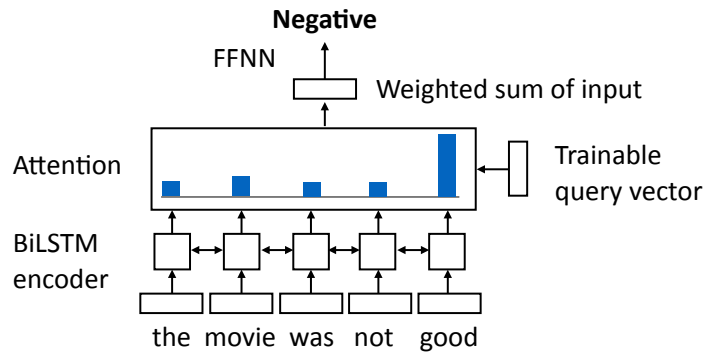 Negative
FFNN
Weighted sum of input
Attention
Trainable
query vector
BiLSTM
encoder
the movie was not good